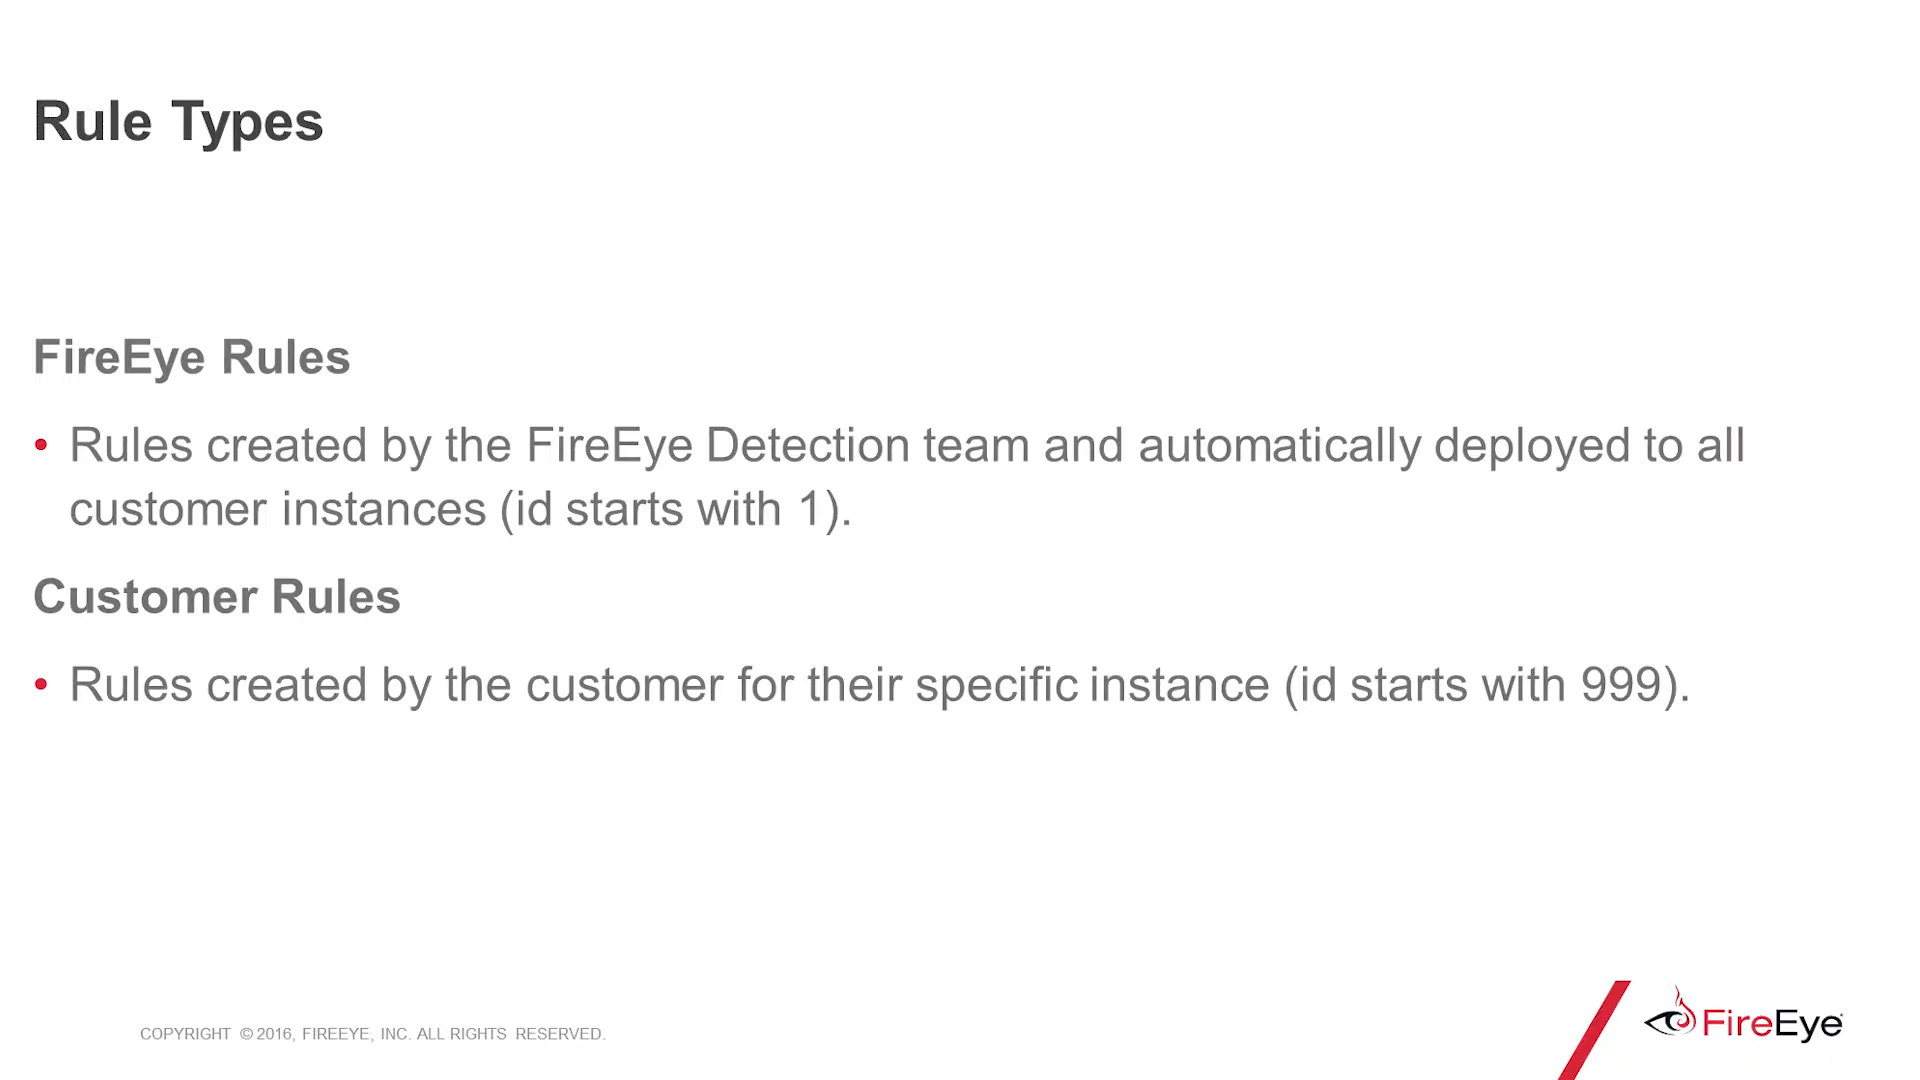 Rule Types
FireEye Rules
• Rules created by the FireEye Detection team and automatically deployed to all
customer instances (id starts with 1).
Customer Rules
• Rules created by the customer for their specific instance (id starts with 999).
COPYRIGHT © 2016, FIREEYE, INC. ALL RIGHTS RESERVED.
FireEye